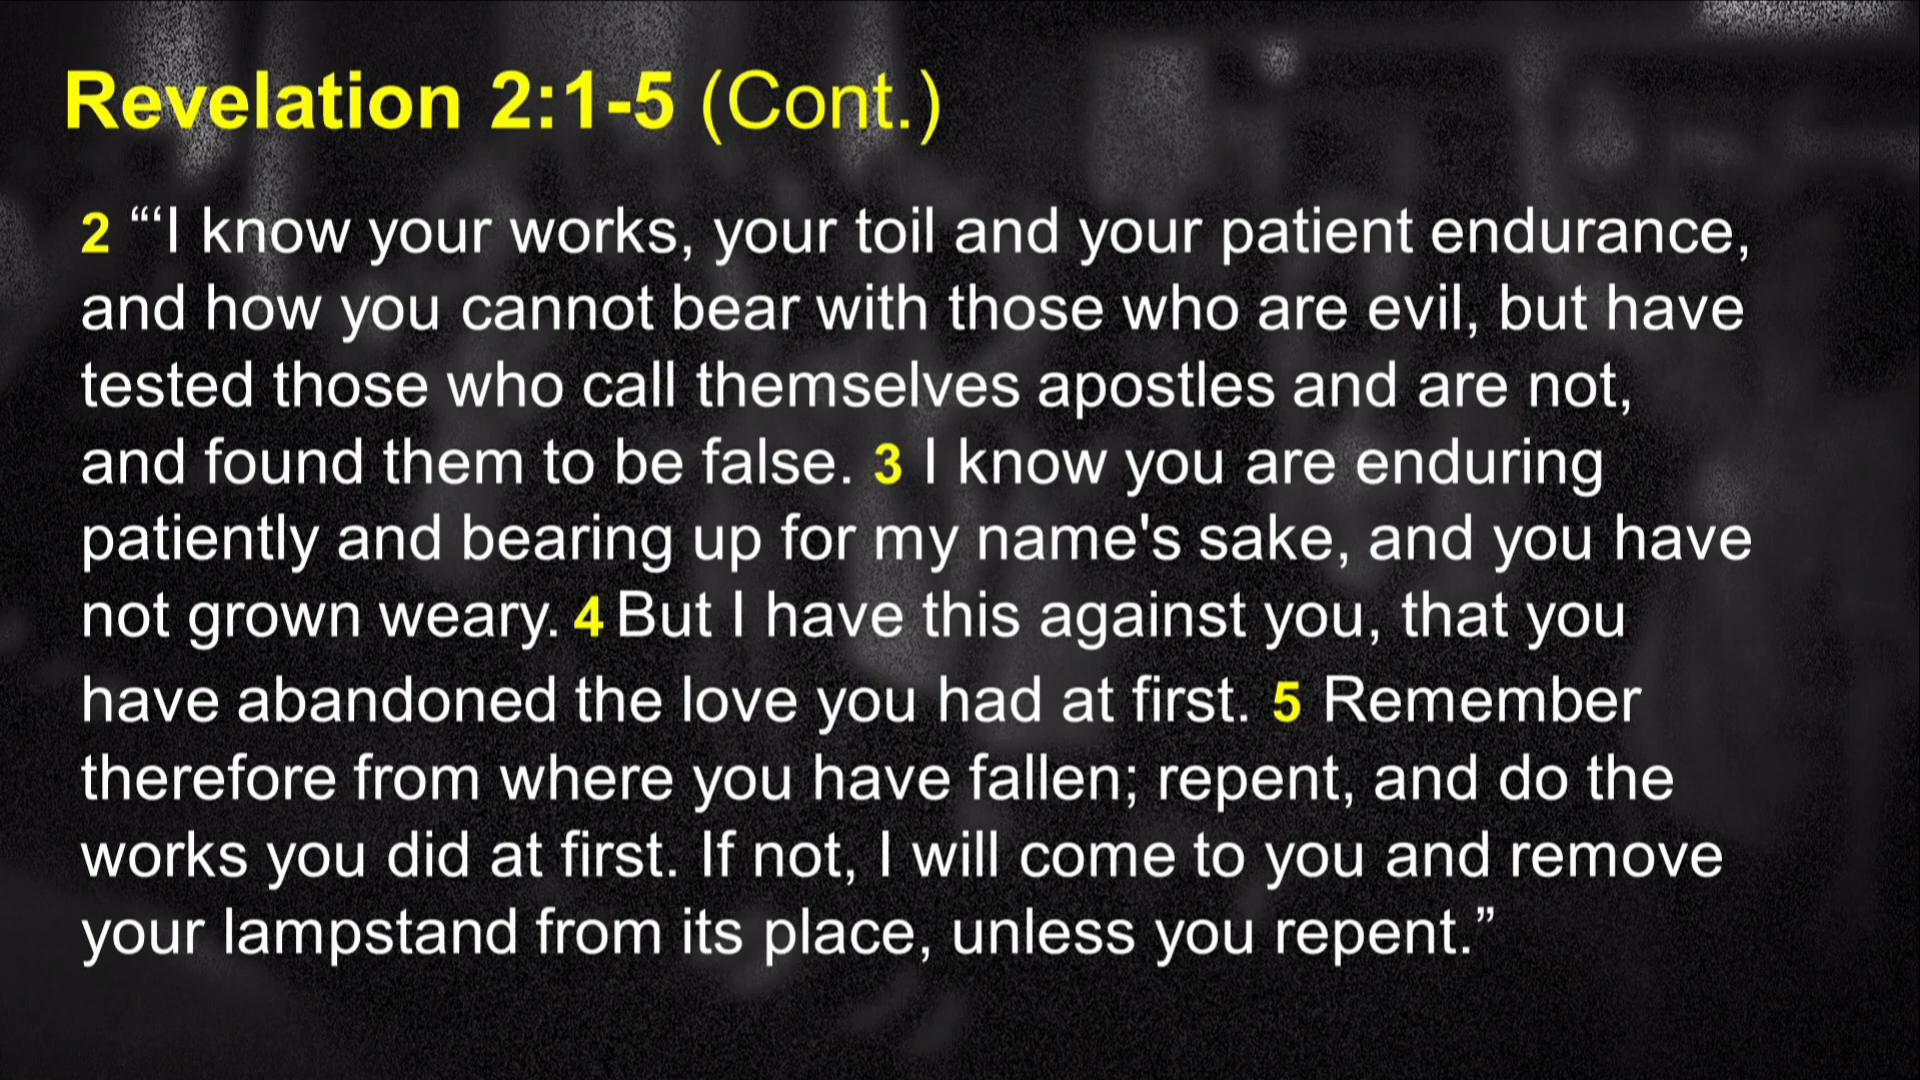 Revelation 2:1-5 (Cont.)
2 “‘I know your works, your toil and your patient endurance,
and how you cannot bear with those who are evil, but have
tested those who call themselves apostles and are not,
and found them to be false. 3 I know you are enduring
patiently and bearing up for my name's sake, and you have
not grown weary. 4 But I have this against you, that you
have abandoned the love you had at first. 5 Remember
therefore from where you have fallen; repent, and do the
works you did at first. If not, I will come to you and remove
your lampstand from its place, unless you repent.”